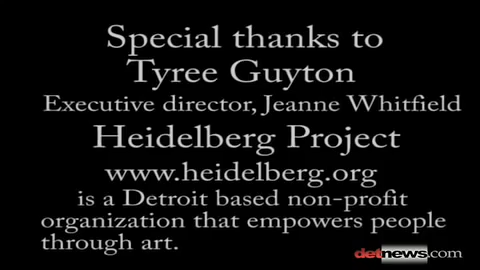 Special thanks to
Tyree Guyton
Executive director, Jeanne Whitfield
Heidelberg Project
www.heidelberg.org
is a Detroit based non-profit
organization that empowers people
through art.
detnews.com